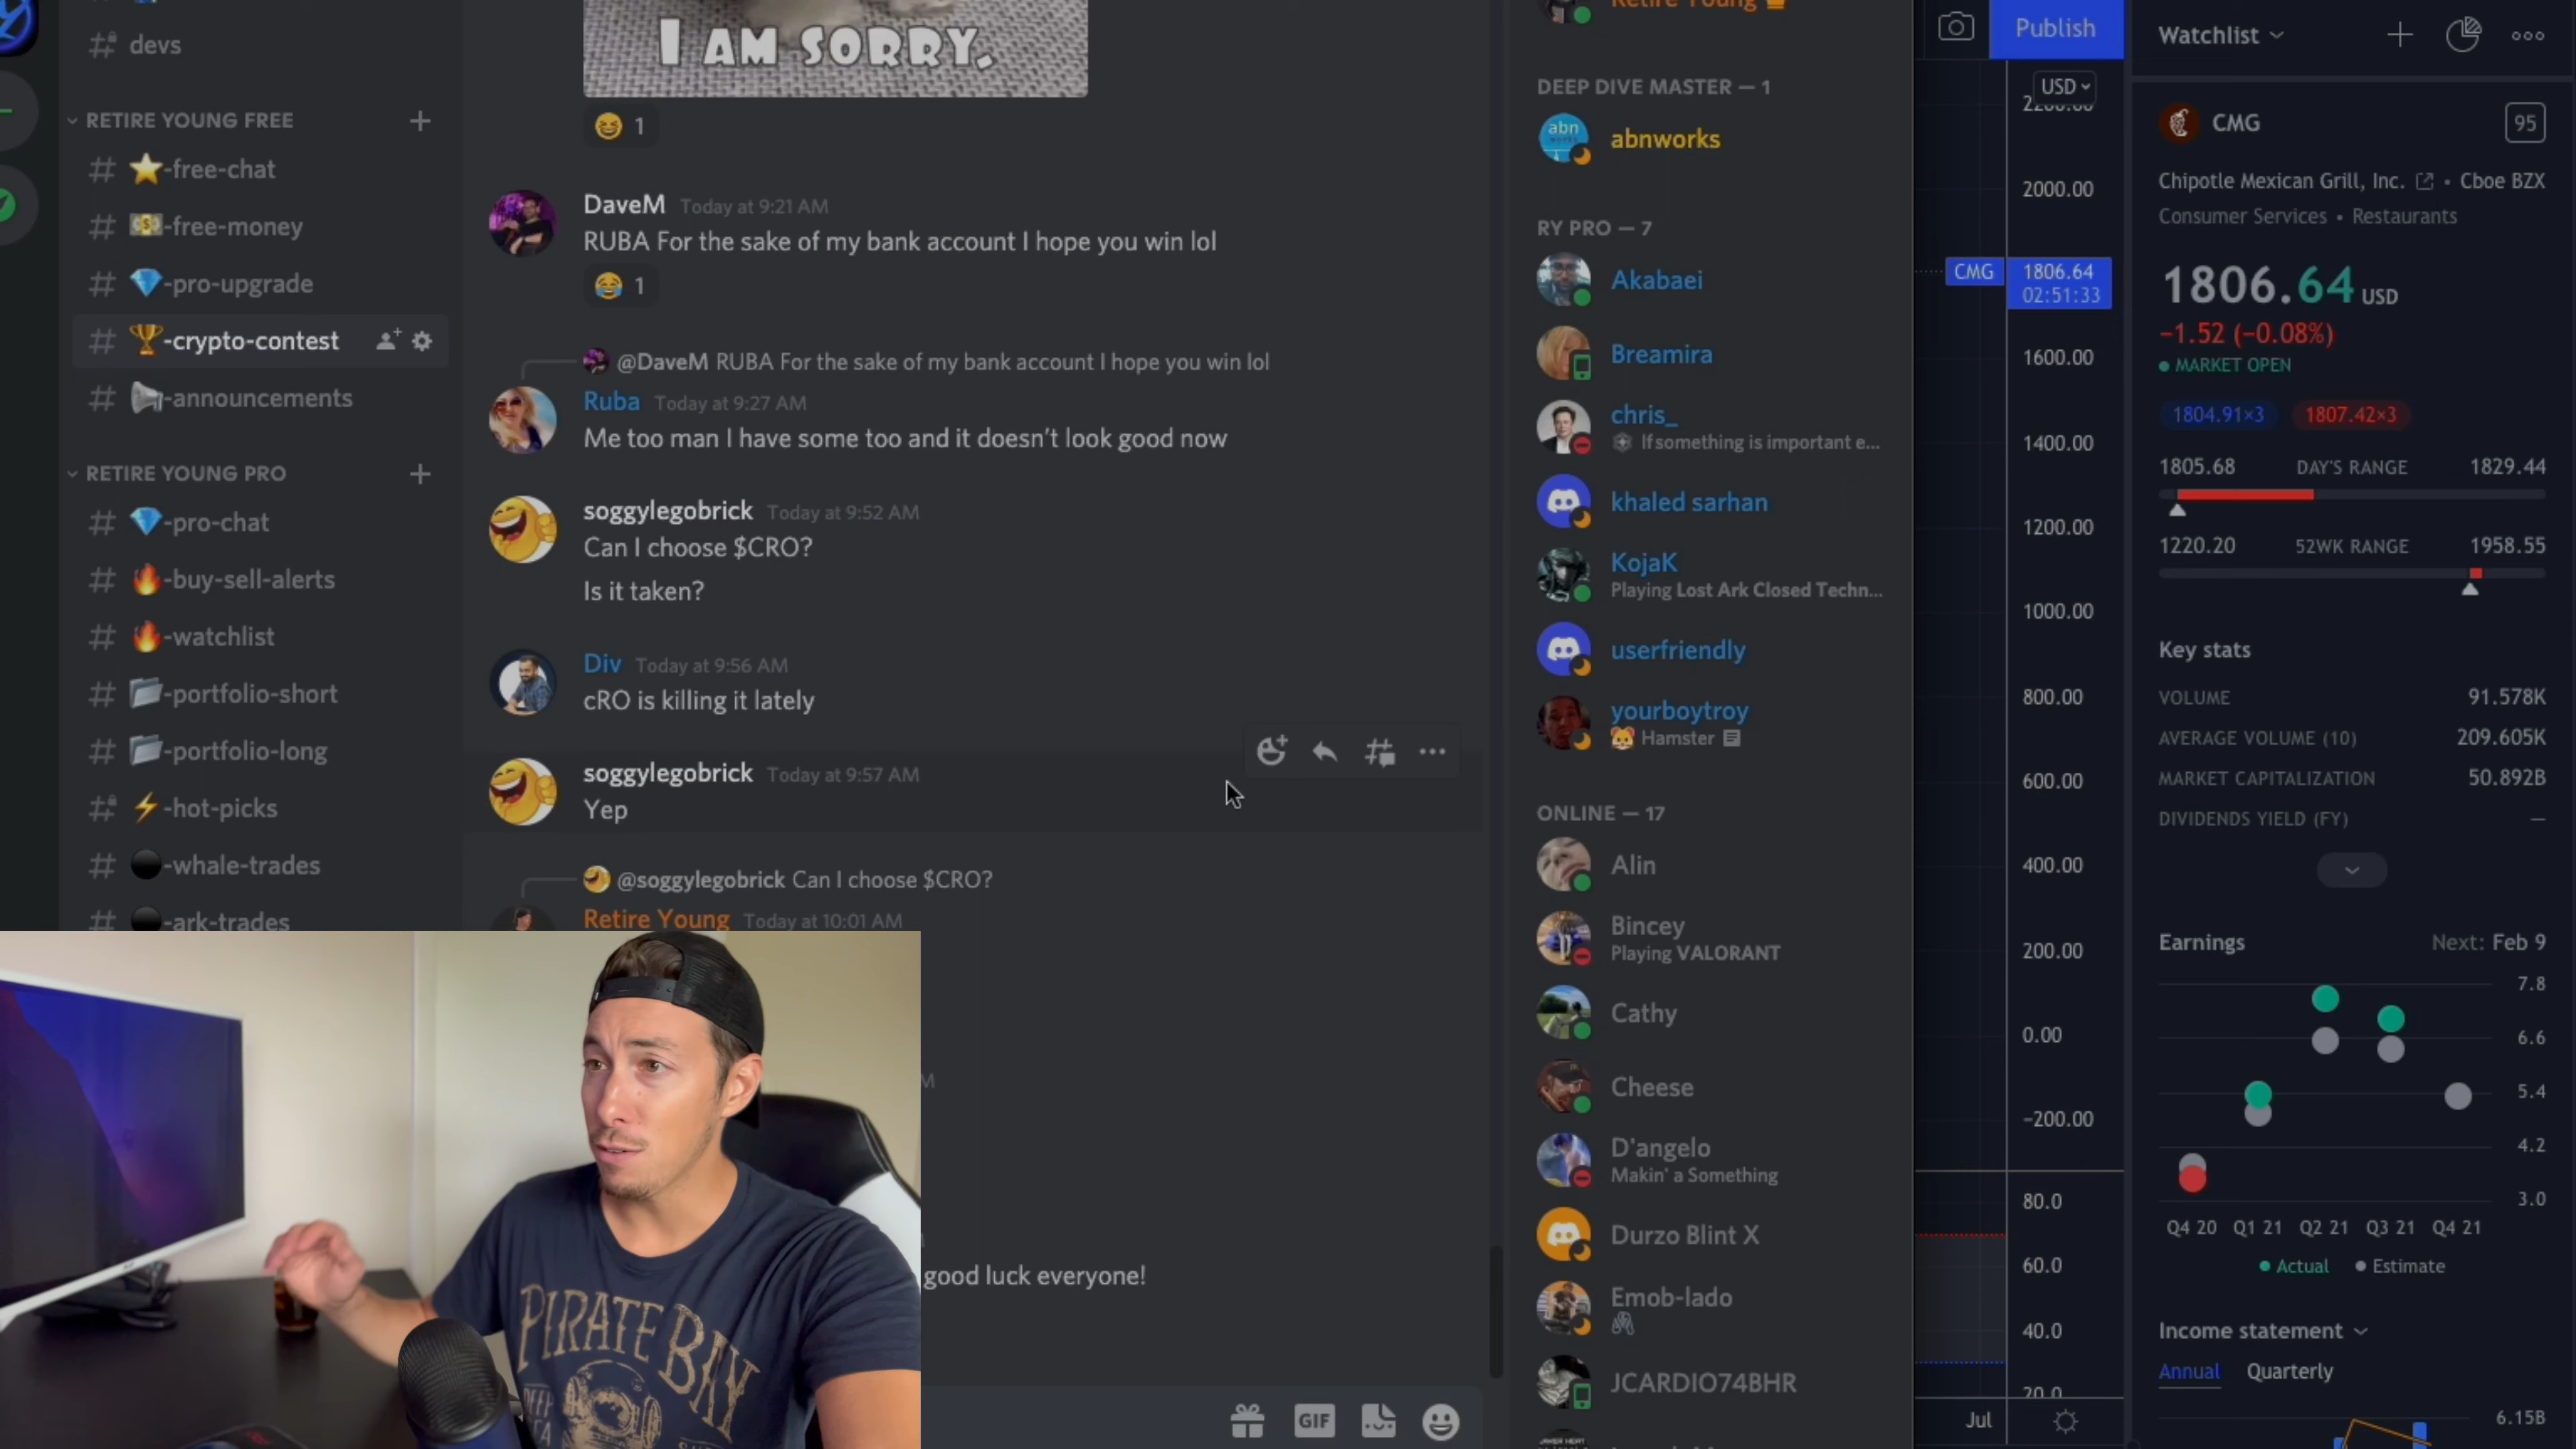 devs
RETIRE YOUNG FREE
-free-chat
-free-money
-pro-upgrade
-crypto-contest
-announcements
RETIRE YOUNG PRO
-pro-chat
-buy-sell-alerts
-watchlist
-portfolio-short
-portfolio-long
-hot-picks
-whale-trades
-ark-trades
I AM SORRY.
1
DaveM Today at 9:21 AM
RUBA For the sake of my bank account I hope you win lol
1
@DaveM RUBA For the sake of my bank account I hope you win lol
Ruba Today at 9:27 AM
Me too man I have some too and it doesn't look good now
soggylegobrick Today at 9:52 AM
Can I choose $CRO?
Is it taken?
Div Today at 9:56 AM
cRO is killing it lately
soggylegobrick Today at 9:57 AM
Yep
@soggylegobrick Can I choose $CRO?
Retire Young Today at 10:01 AM
good luck everyone!
GIF
PIRATE BAY
Retire Young
DEEP DIVE MASTER — 1
abn
abnworks
RY PRO — 7
Akabaei
Breamira
chris_
If something is important e...
khaled sarhan
KojaK
Playing Lost Ark Closed Techn...
userfriendly
yourboytroy
Hamster
ONLINE — 17
Alin
Bincey
Playing VALORANT
Cathy
Cheese
D'angelo
Makin' a Something
Durzo Blint X
Emob-lado
JCARDIO74BHR
Publish
USD
2000.00
CMG 1806.64
02:51:33
1600.00
1400.00
1200.00
1000.00
800.00
600.00
400.00
200.00
0.00
−200.00
80.0
60.0
40.0
20.0
Jul
Watchlist
CMG
95
Chipotle Mexican Grill, Inc. • Cboe BZX
Consumer Services • Restaurants
1806.64 USD
−1.52 (−0.08%)
MARKET OPEN
1804.91×3 1807.42×3
1805.68 DAY'S RANGE 1829.44
1220.20 52WK RANGE 1958.55
Key stats
VOLUME 91.578K
AVERAGE VOLUME (10) 209.605K
MARKET CAPITALIZATION 50.892B
DIVIDENDS YIELD (FY) —
Earnings Next: Feb 9
7.8
6.6
5.4
4.2
3.0
Q4 20 Q1 21 Q2 21 Q3 21 Q4 21
Actual Estimate
Income statement
Annual Quarterly
6.15B